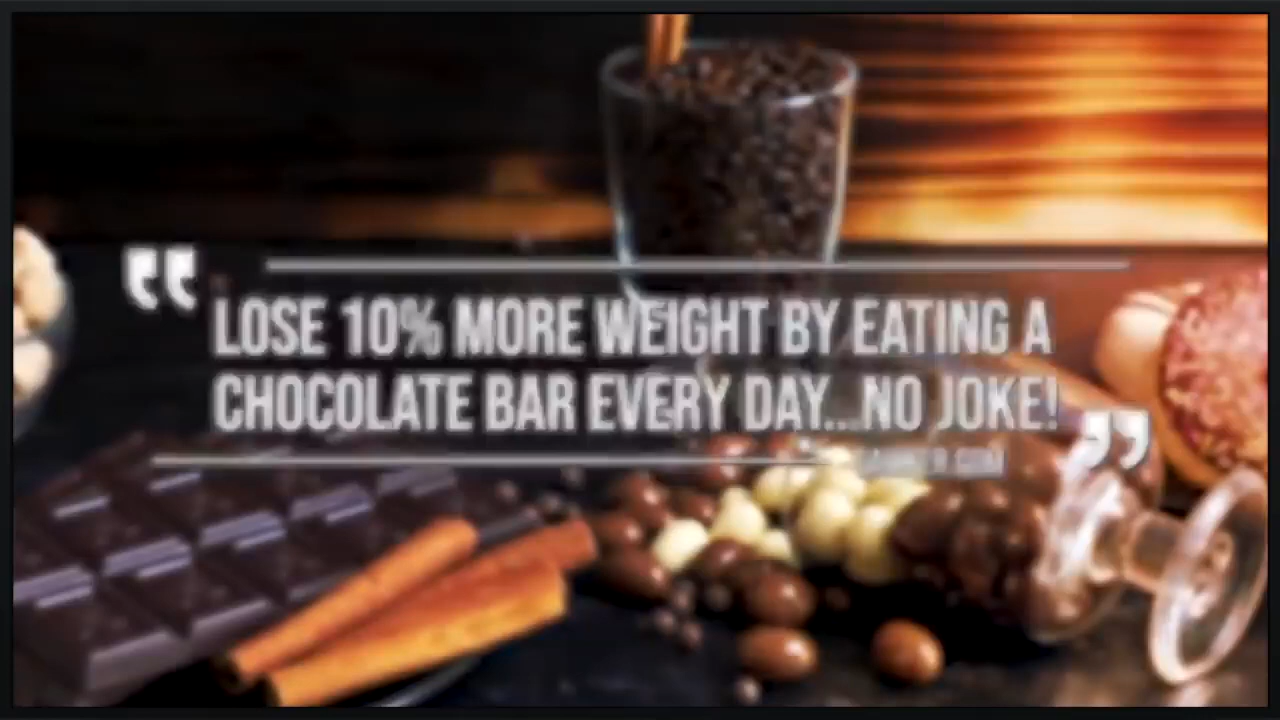 “LOSE 10% MORE WEIGHT BY EATING A
CHOCOLATE BAR EVERY DAY...NO JOKE!”